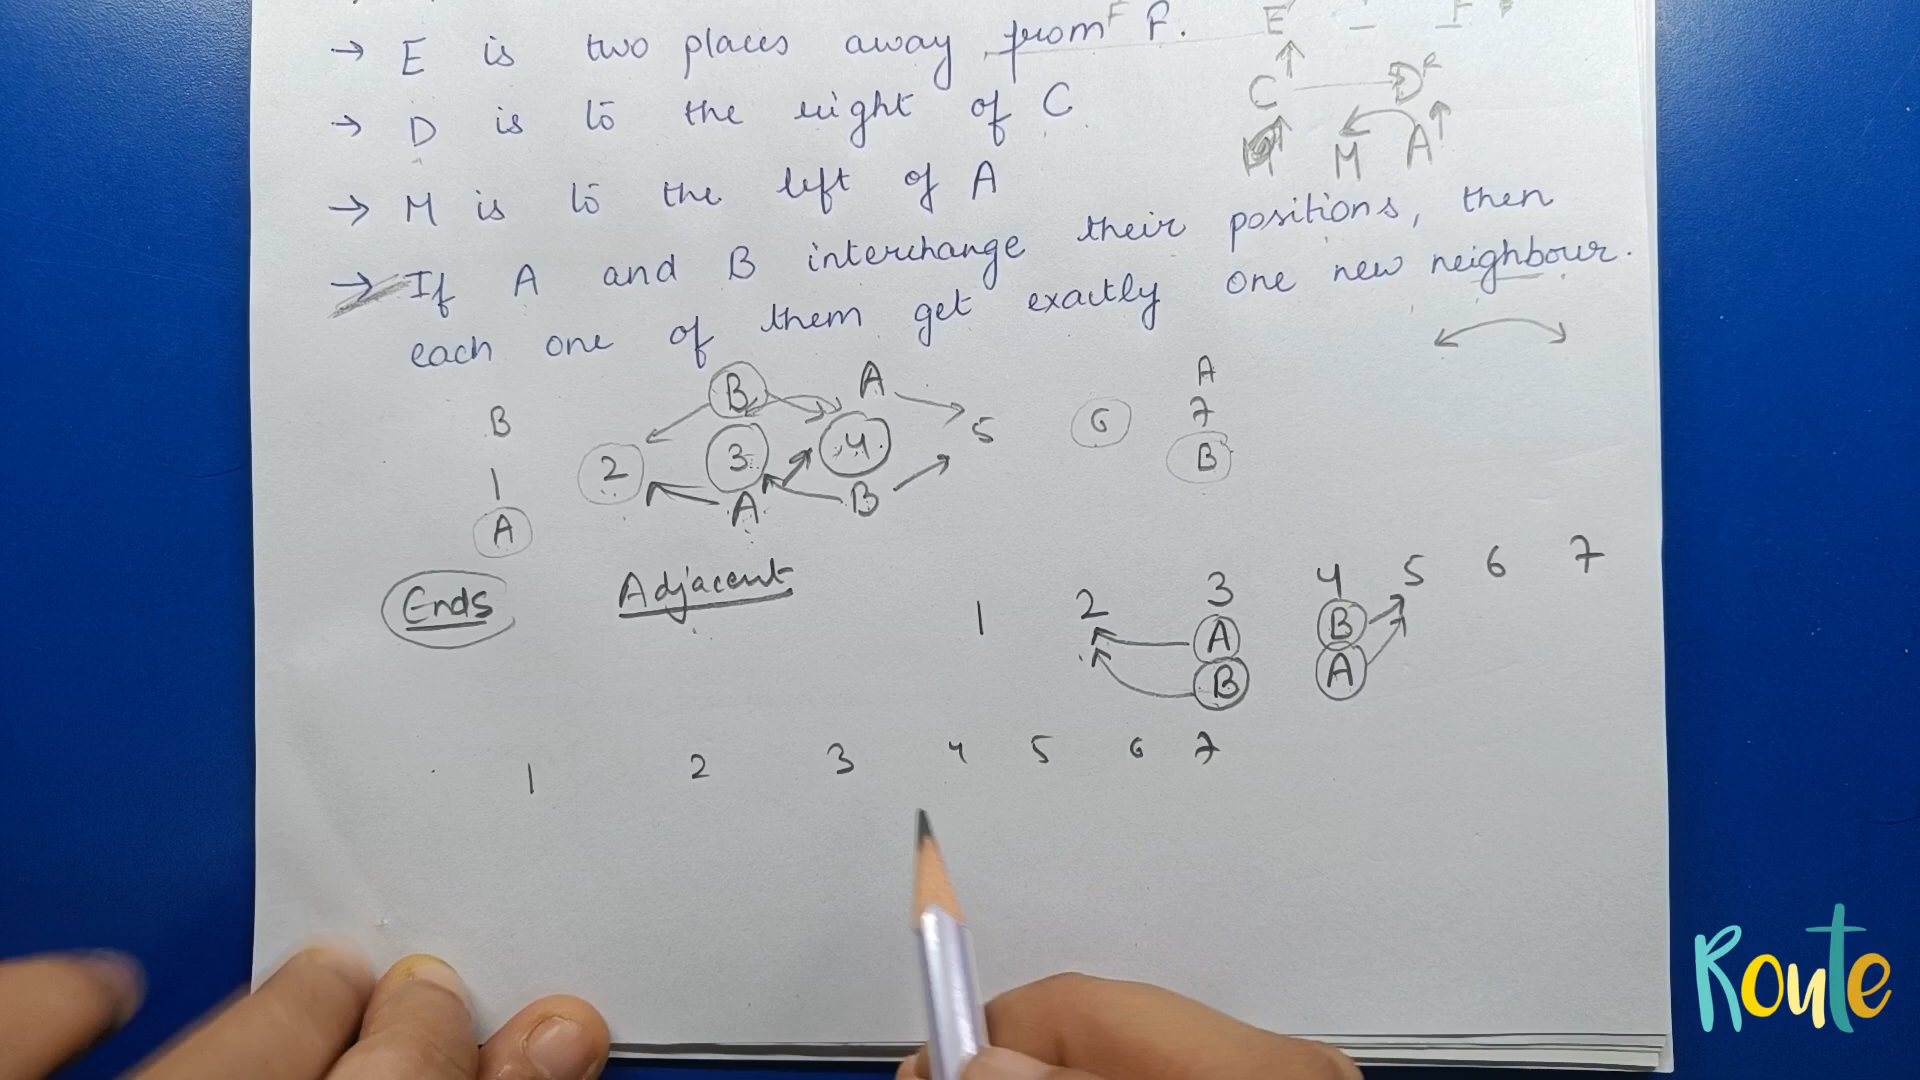 → E is two places away from F F.
E – F
→ D is to the right of C
C D
→ M is to the left of A
M A
→ If A and B interchange their positions, then
each one of them get exactly one new neighbour.
B B A A
1 2 3 4 5 6 7
A A B B
Ends Adjacent
1 2 3 4 5 6 7
A B
B A
1 2 3 4 5 6 7
Route